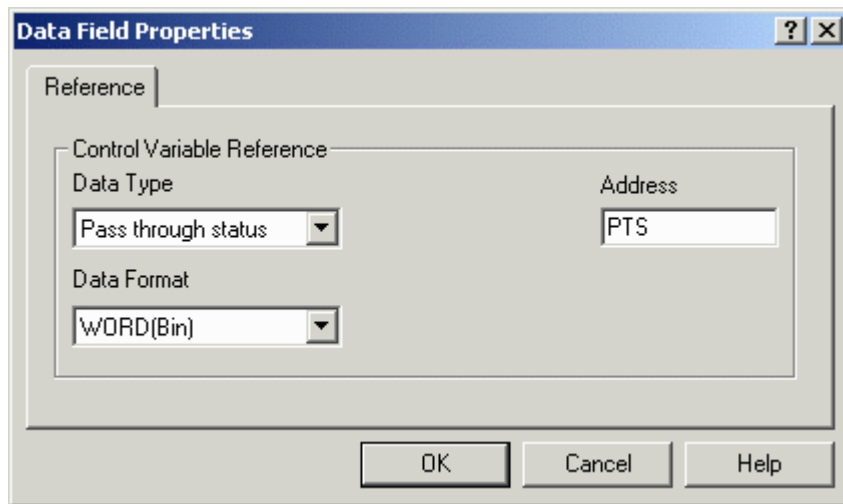 Data Field Properties
Reference
Control Variable Reference
Data Type
Address
Pass through status
PTS
Data Format
WORD(Bin)
OK
Cancel
Help